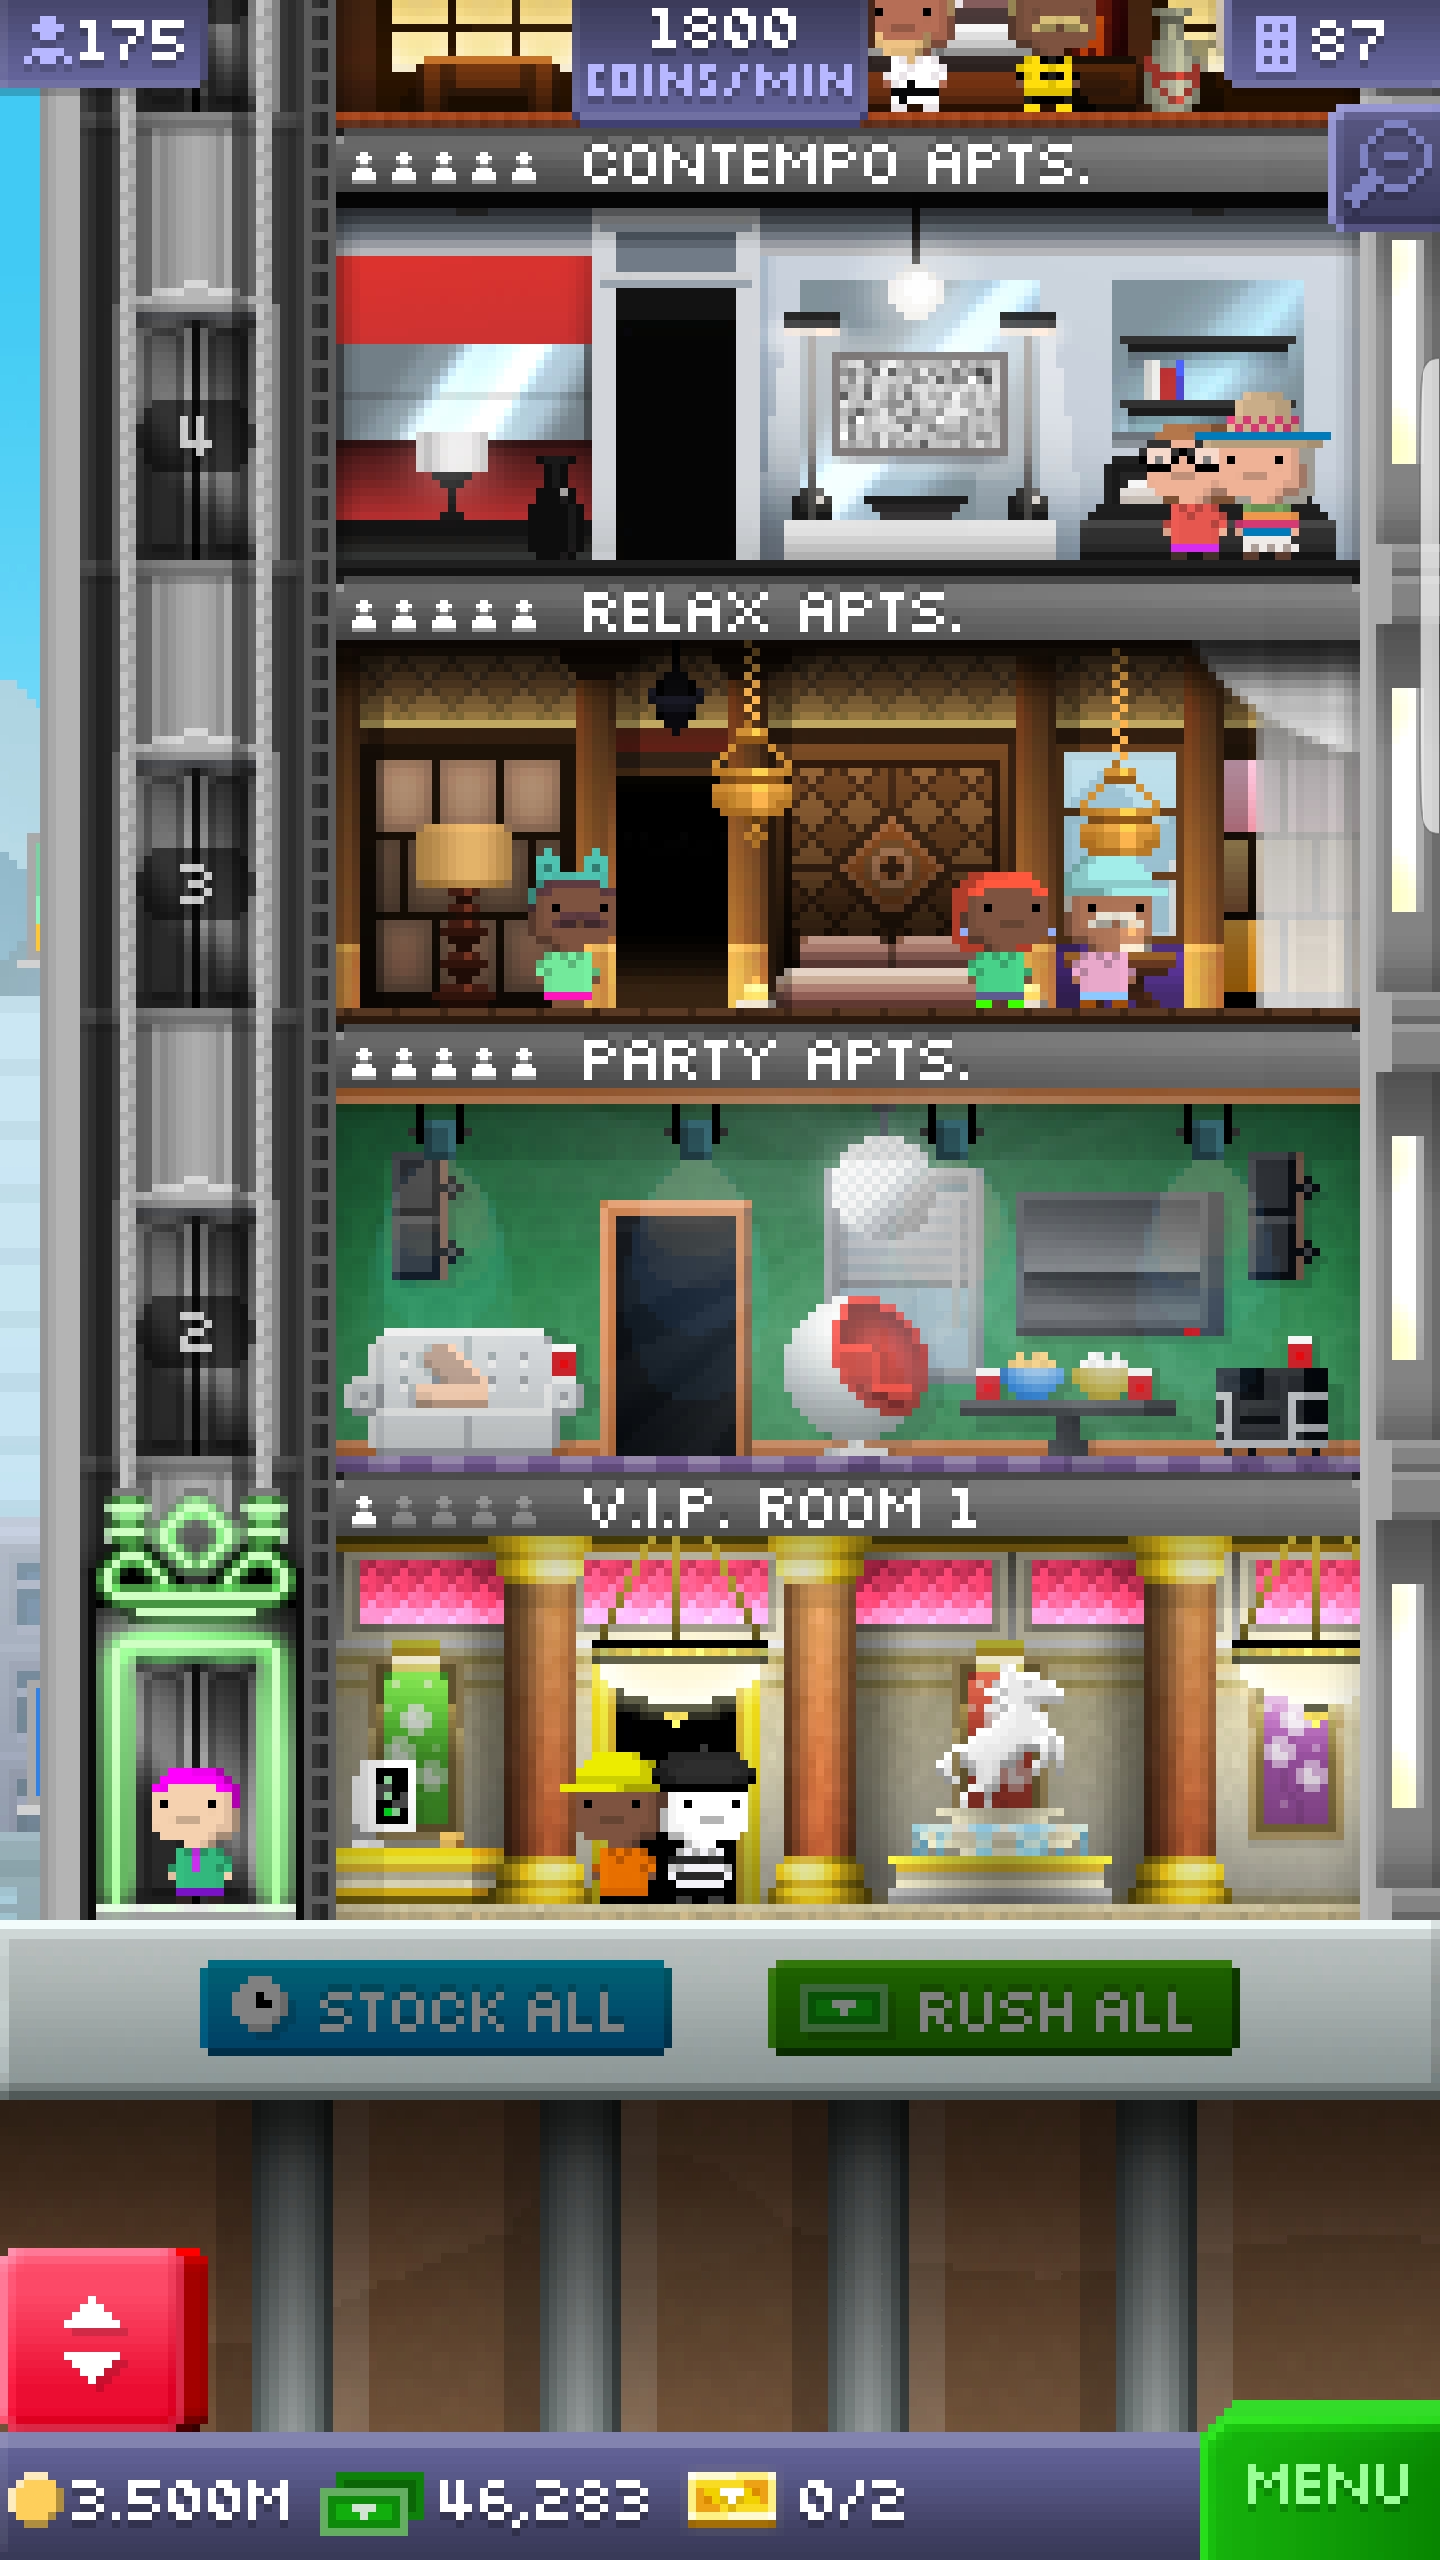 175
1800
COINS/MIN
87
CONTEMPO APTS.
4
RELAX APTS.
3
PARTY APTS.
2
V.I.P. ROOM 1
STOCK ALL
RUSH ALL
3.500M
46,283
0/2
MENU